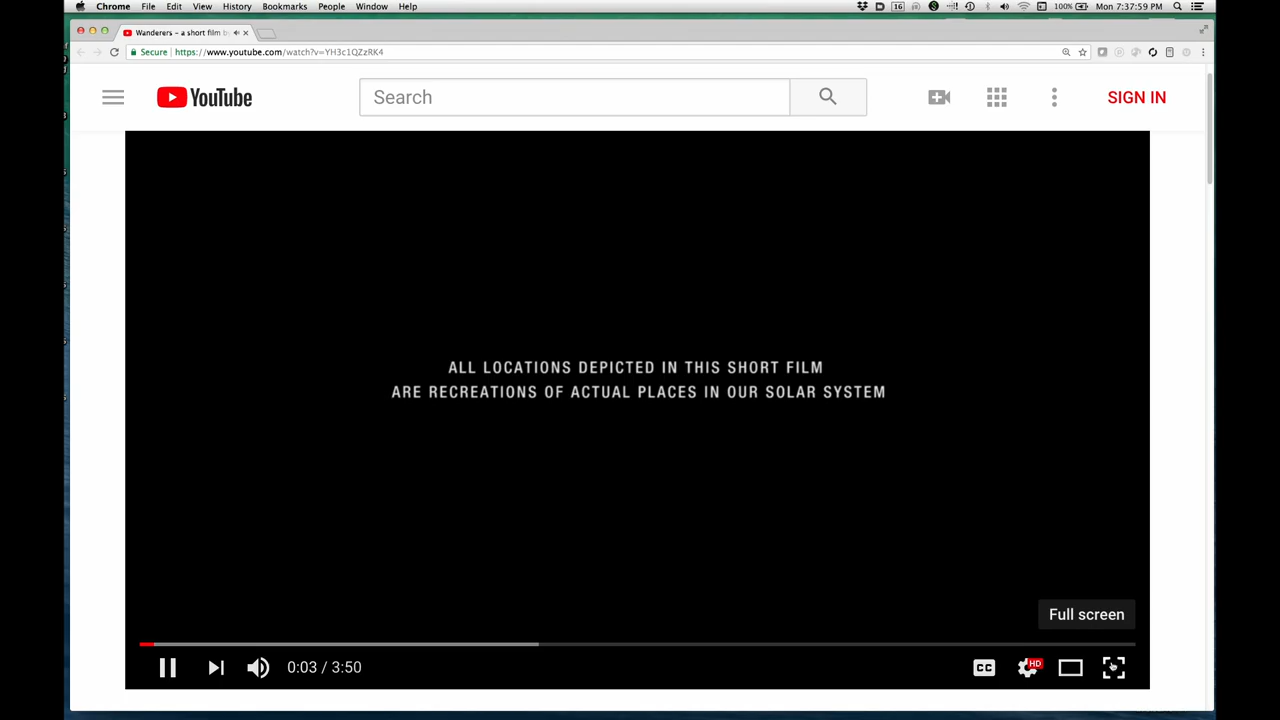 Chrome File Edit View History Bookmarks People Window Help 16 100% Mon 7:37:59 PM
Wanderers – a short film b
Secure https://www.youtube.com/watch?v=YH3c1QZzRK4
YouTube Search SIGN IN
ALL LOCATIONS DEPICTED IN THIS SHORT FILM
ARE RECREATIONS OF ACTUAL PLACES IN OUR SOLAR SYSTEM
Full screen
0:03 / 3:50 CC HD